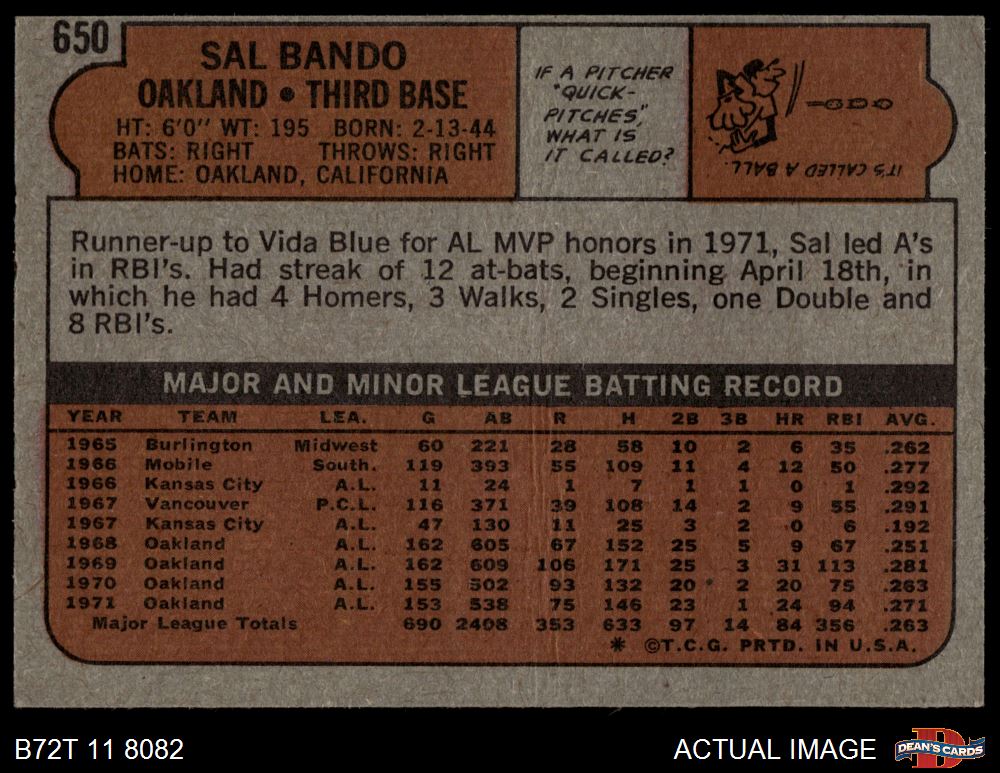 650
SAL BANDO
OAKLAND • THIRD BASE
HT: 6'0" WT: 195 BORN: 2-13-44
BATS: RIGHT THROWS: RIGHT
HOME: OAKLAND, CALIFORNIA
IF A PITCHER
"QUICK-
PITCHES",
WHAT IS
IT CALLED?
IT'S CALLED A BALL.
Runner-up to Vida Blue for AL MVP honors in 1971, Sal led A's
in RBI's. Had streak of 12 at-bats, beginning April 18th, in
which he had 4 Homers, 3 Walks, 2 Singles, one Double and
8 RBI's.
MAJOR AND MINOR LEAGUE BATTING RECORD
YEAR TEAM LEA. G AB R H 2B 3B HR RBI AVG.
1965 Burlington Midwest 60 221 28 58 10 2 6 35 .262
1966 Mobile South. 119 393 55 109 11 4 12 50 .277
1966 Kansas City A.L. 11 24 1 7 1 1 0 1 .292
1967 Vancouver P.C.L. 116 371 39 108 14 2 9 55 .291
1967 Kansas City A.L. 47 130 11 25 3 2 0 6 .192
1968 Oakland A.L. 162 605 67 152 25 5 9 67 .251
1969 Oakland A.L. 162 609 106 171 25 3 31 113 .281
1970 Oakland A.L. 155 502 93 132 20 2 20 75 .263
1971 Oakland A.L. 153 538 75 146 23 1 24 94 .271
Major League Totals 690 2408 353 633 97 14 84 356 .263
* ©T.C.G. PRTD. IN U.S.A.
B72T 11 8082
ACTUAL IMAGE
DEAN'S CARDS